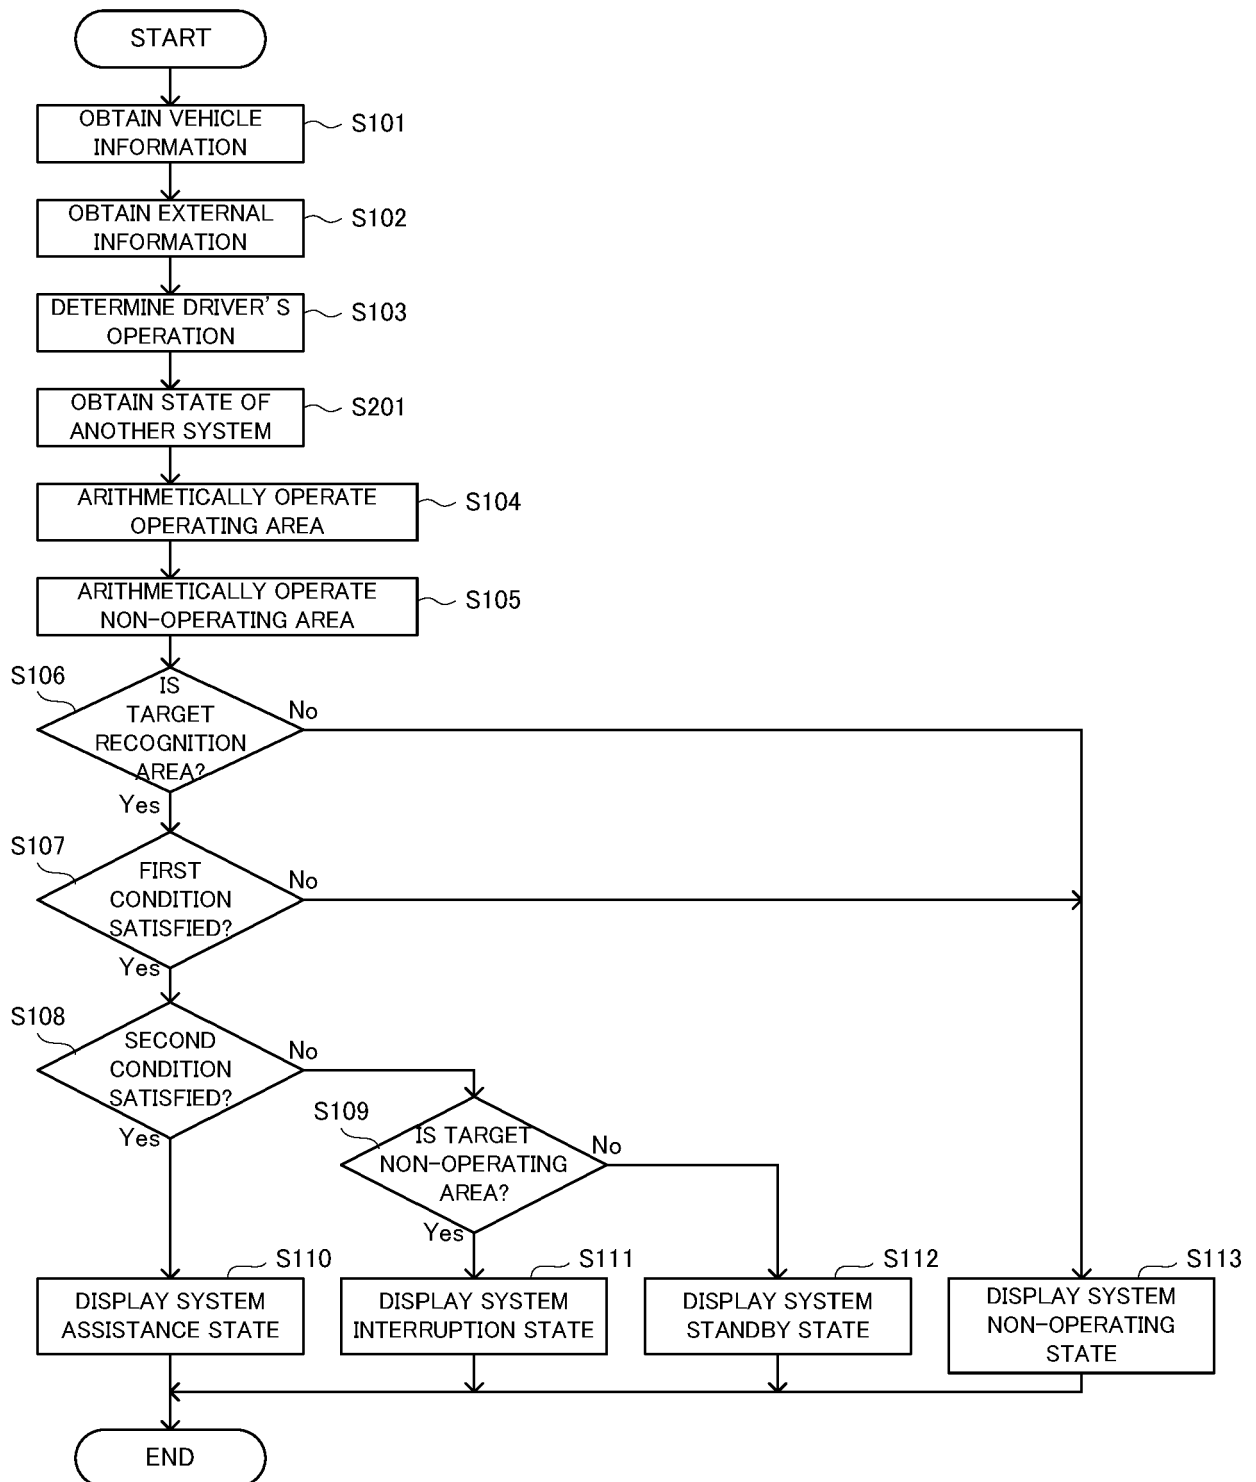 START
OBTAIN VEHICLE
INFORMATION
S101
OBTAIN EXTERNAL
INFORMATION
S102
DETERMINE DRIVER'S
OPERATION
S103
OBTAIN STATE OF
ANOTHER SYSTEM
S201
ARITHMETICALLY OPERATE
OPERATING AREA
S104
ARITHMETICALLY OPERATE
NON-OPERATING AREA
S105
S106
IS
TARGET
RECOGNITION
AREA?
No
Yes
S107
FIRST
CONDITION
SATISFIED?
No
Yes
S108
SECOND
CONDITION
SATISFIED?
No
Yes
S109
IS TARGET
NON-OPERATING
AREA?
No
Yes
S110
DISPLAY SYSTEM
ASSISTANCE STATE
S111
DISPLAY SYSTEM
INTERRUPTION STATE
S112
DISPLAY SYSTEM
STANDBY STATE
S113
DISPLAY SYSTEM
NON-OPERATING
STATE
END